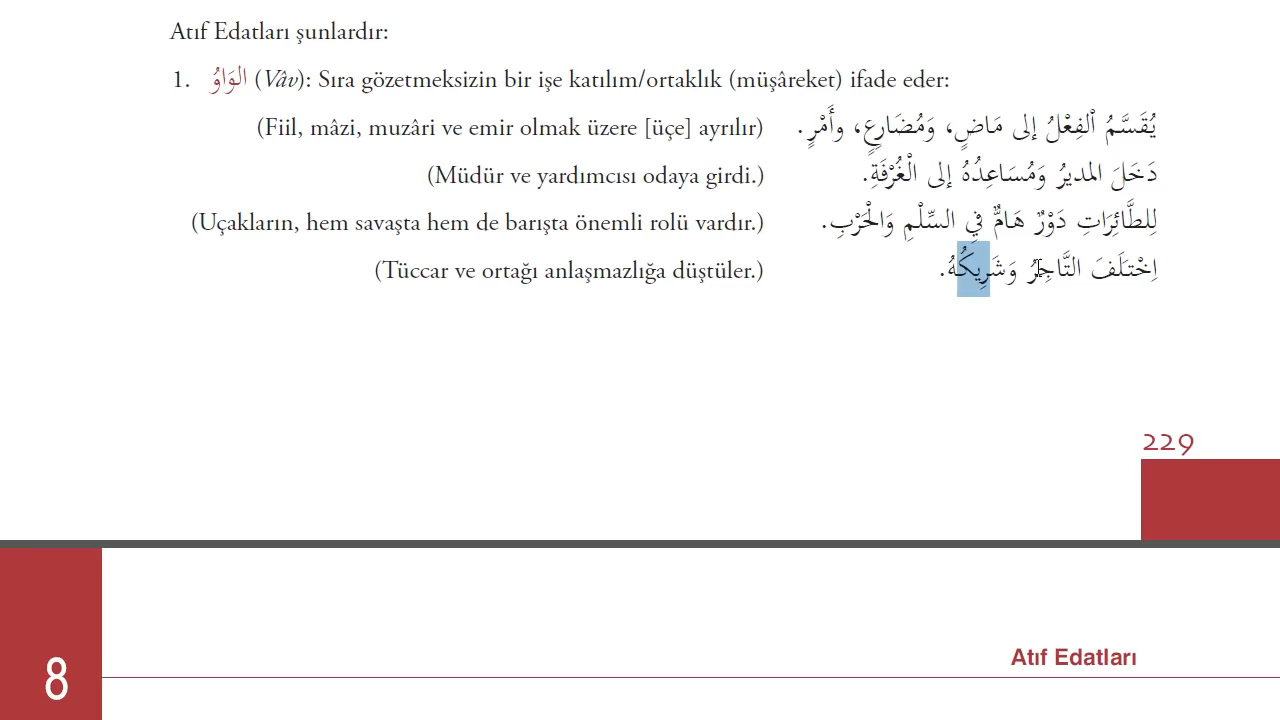 Atıf Edatları şunlardır:
1. الوَاوُ (Vâv): Sıra gözetmeksizin bir işe katılım/ortaklık (müşâreket) ifade eder:
يُقَسَّمُ اْلفِعْلُ إلى مَاضٍ، وَمُضَارِعٍ، وأَمْرٍ. (Fiil, mâzi, muzâri ve emir olmak üzere [üçe] ayrılır)
دَخَلَ المديرُ وَمُسَاعِدُهُ إلى الْغُرْفَةِ. (Müdür ve yardımcısı odaya girdi.)
لِلطَّائِرَاتِ دَوْرٌ هَامٌّ فِي السِّلْمِ وَالْحَرْبِ. (Uçakların, hem savaşta hem de barışta önemli rolü vardır.)
اِخْتَلَفَ التَّاجِرُ وَشَرِيكُهُ. (Tüccar ve ortağı anlaşmazlığa düştüler.)
229
8
Atıf Edatları